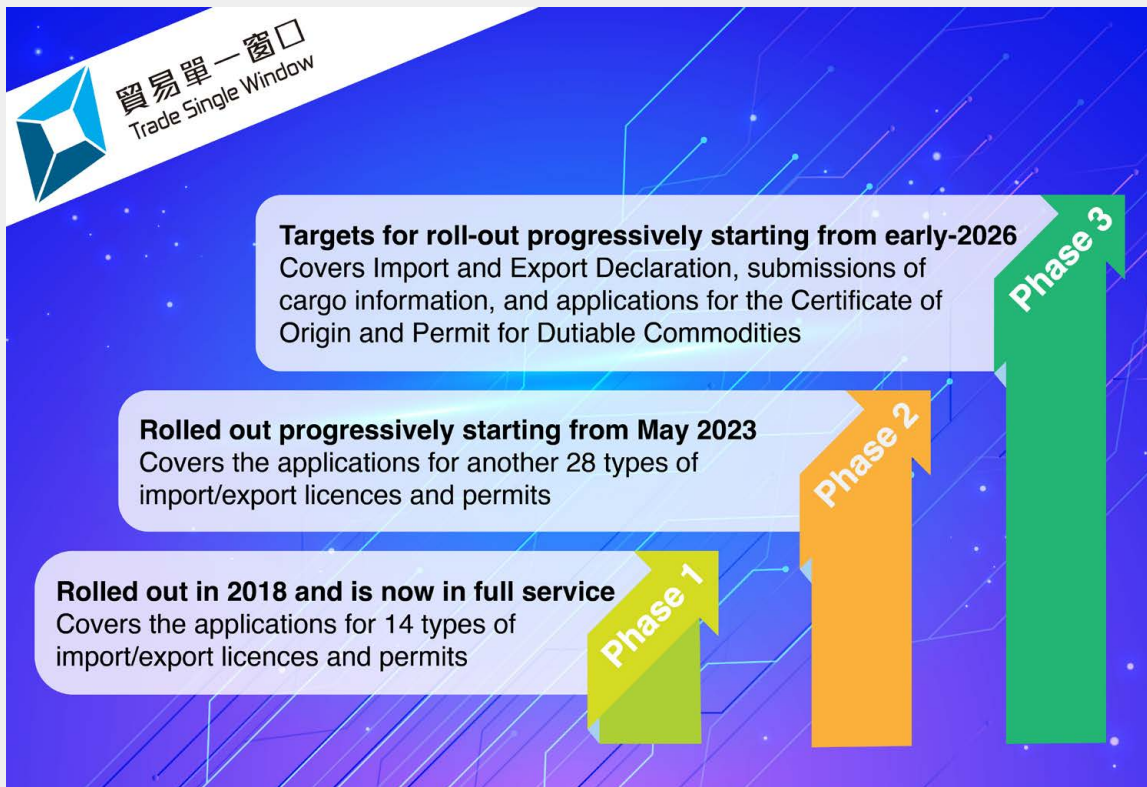 貿易單一窗口
Trade Single Window
Targets for roll-out progressively starting from early-2026
Covers Import and Export Declaration, submissions of
cargo information, and applications for the Certificate of
Origin and Permit for Dutiable Commodities
Phase 3
Rolled out progressively starting from May 2023
Covers the applications for another 28 types of
import/export licences and permits
Phase 2
Rolled out in 2018 and is now in full service
Covers the applications for 14 types of
import/export licences and permits
Phase 1